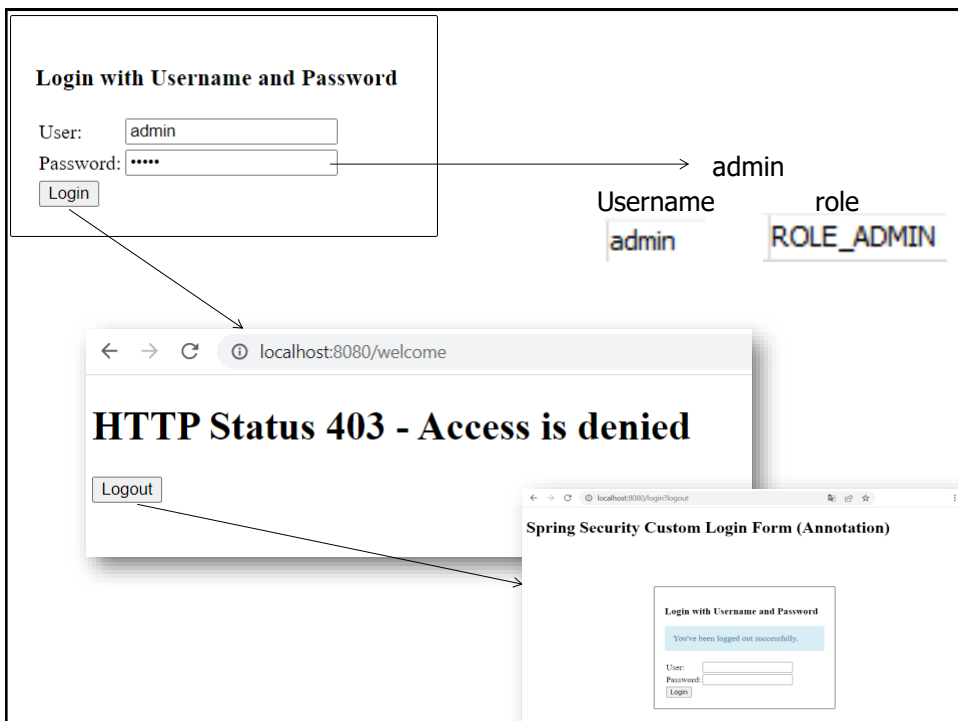 Login with Username and Password
User: admin
Password: •••••
admin
Login
Username role
admin ROLE_ADMIN
localhost:8080/welcome
HTTP Status 403 - Access is denied
Logout
localhost:8080/login?logout
Spring Security Custom Login Form (Annotation)
Login with Username and Password
You've been logged out successfully.
User:
Password:
Login